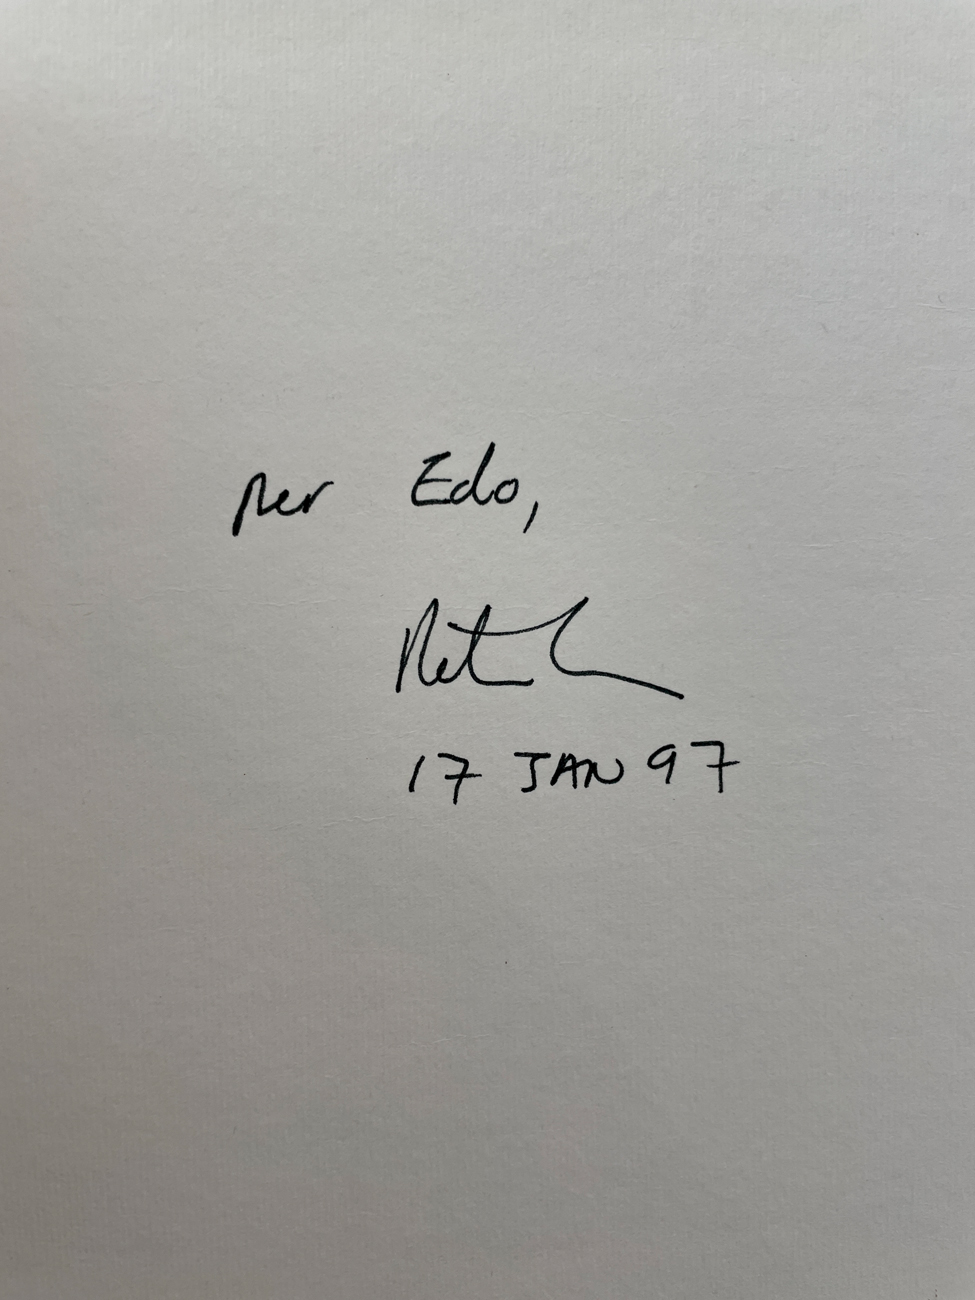 per Edo,
17 JAN 97